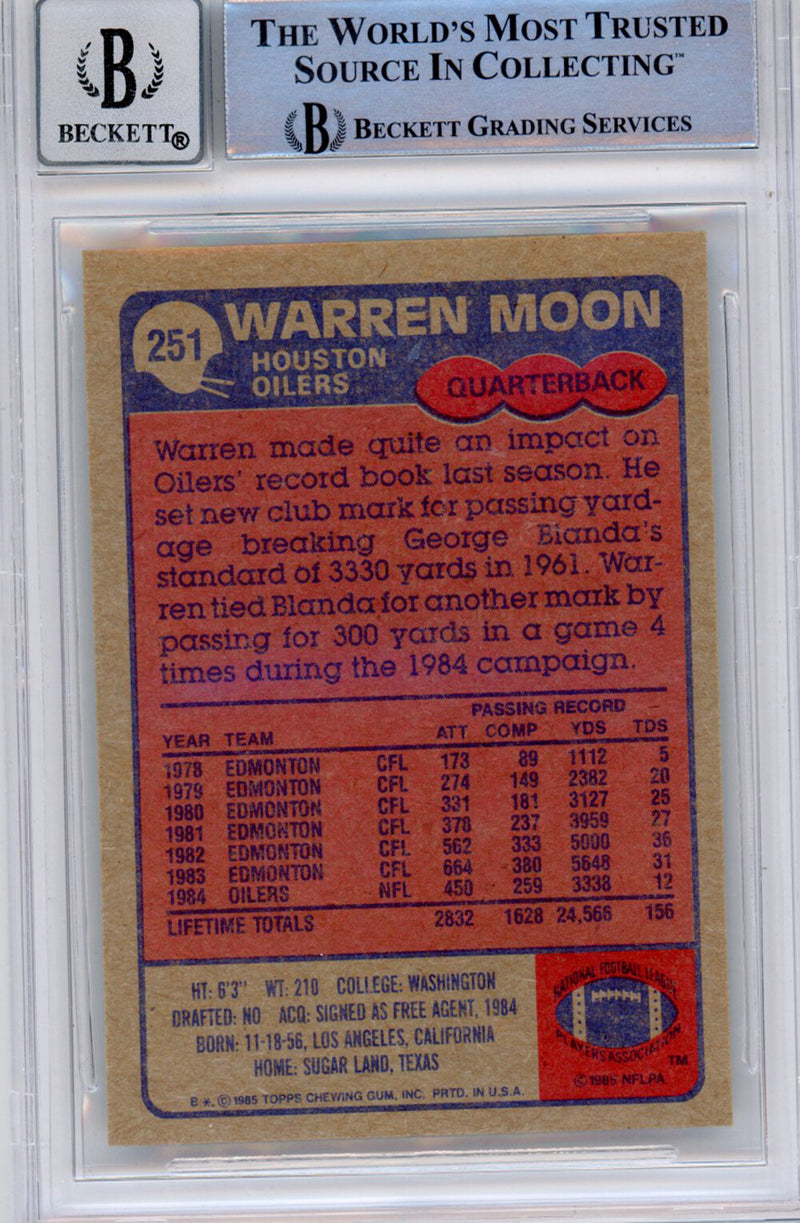 B
BECKETT®
THE WORLD'S MOST TRUSTED
SOURCE IN COLLECTING™
B BECKETT GRADING SERVICES
251
WARREN MOON
HOUSTON
OILERS
QUARTERBACK
Warren made quite an impact on
Oilers' record book last season. He
set new club mark for passing yard-
age breaking George Blanda's
standard of 3330 yards in 1961. War-
ren tied Blanda for another mark by
passing for 300 yards in a game 4
times during the 1984 campaign.
PASSING RECORD
YEAR TEAM ATT COMP YDS TDS
1978 EDMONTON CFL 173 89 1112 5
1979 EDMONTON CFL 274 149 2382 20
1980 EDMONTON CFL 331 181 3127 25
1981 EDMONTON CFL 378 237 3959 27
1982 EDMONTON CFL 562 333 5000 36
1983 EDMONTON CFL 664 380 5648 31
1984 OILERS NFL 450 259 3338 12
LIFETIME TOTALS 2832 1628 24,566 156
HT: 6'3" WT: 210 COLLEGE: WASHINGTON
DRAFTED: NO ACQ: SIGNED AS FREE AGENT, 1984
BORN: 11-18-56, LOS ANGELES, CALIFORNIA
HOME: SUGAR LAND, TEXAS
B *. © 1985 TOPPS CHEWING GUM, INC. PRTD. IN U.S.A.
NATIONAL FOOTBALL LEAGUE
PLAYERS ASSOCIATION
TM
© 1985 NFLPA